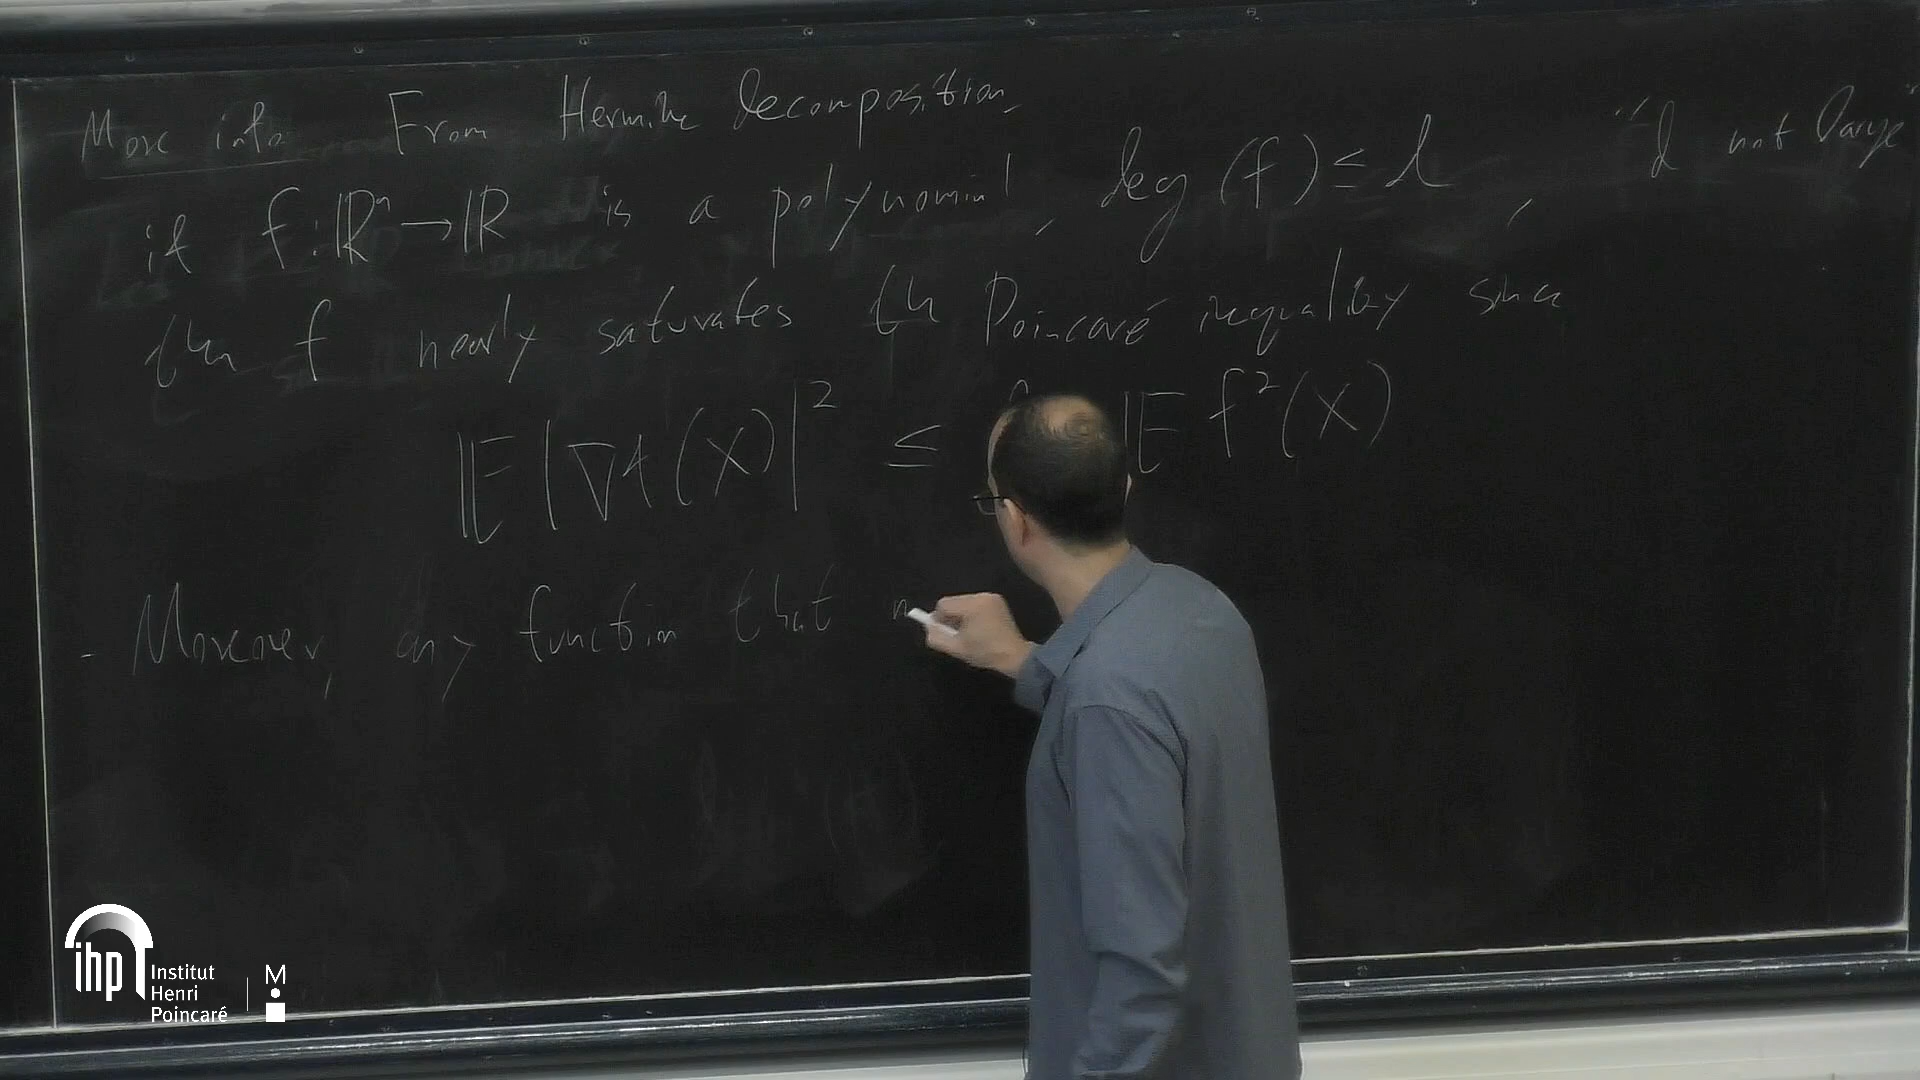 More info From Hermite decomposition,
if f : ℝⁿ → ℝ is a polynomial, deg (f) ≤ d, "d not large"
then f nearly saturates the Poincaré inequality since
𝔼 |∇f (X)|² ≤ 𝔼 f²(X)
- Moreover, any function that
ihp Institut
Henri
Poincaré
M